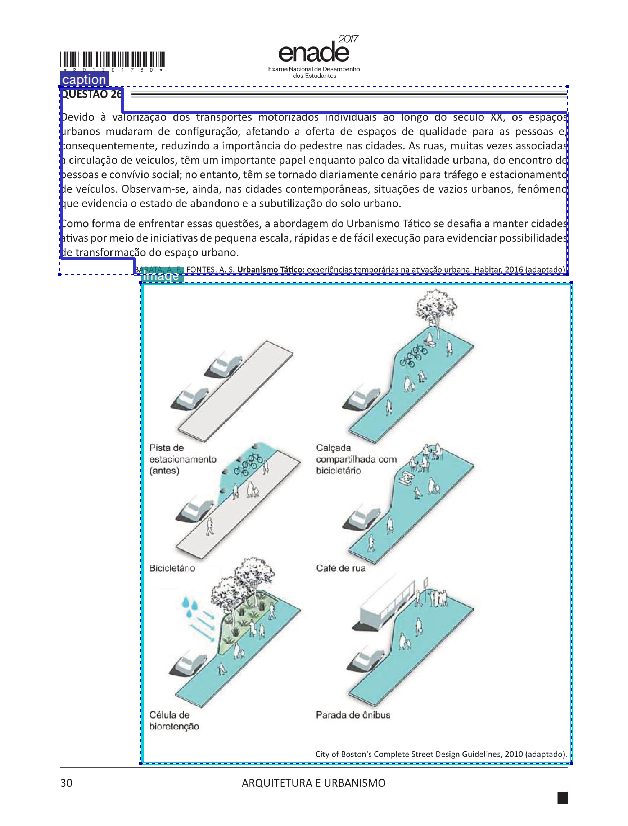 2017
enade
Exame Nacional de Desempenho
dos Estudantes
caption
QUESTÃO 26
Devido à valorização dos transportes motorizados individuais ao longo do século XX, os espaços
urbanos mudaram de configuração, afetando a oferta de espaços de qualidade para as pessoas e,
consequentemente, reduzindo a importância do pedestre nas cidades. As ruas, muitas vezes associadas
à circulação de veículos, têm um importante papel enquanto palco da vitalidade urbana, do encontro de
pessoas e convívio social; no entanto, têm se tornado diariamente cenário para tráfego e estacionamento
de veículos. Observam-se, ainda, nas cidades contemporâneas, situações de vazios urbanos, fenômeno
que evidencia o estado de abandono e a subutilização do solo urbano.
Como forma de enfrentar essas questões, a abordagem do Urbanismo Tático se desafia a manter cidades
ativas por meio de iniciativas de pequena escala, rápidas e de fácil execução para evidenciar possibilidades
de transformação do espaço urbano.
FONTES, A. S. Urbanismo Tático: experiências temporárias na ativação urbana. Habitar, 2016 (adaptado).
image
Pista de
estacionamento
(antes)
Calçada
compartilhada com
bicicletário
Bicicletário
Café de rua
Célula de
bioretenção
Parada de ônibus
City of Boston's Complete Street Design Guidelines, 2010 (adaptado).
30
ARQUITETURA E URBANISMO